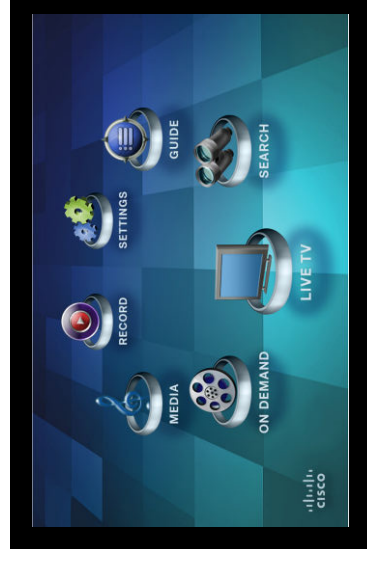 RECORD SETTINGS
MEDIA GUIDE
ON DEMAND SEARCH
LIVE TV
CISCO